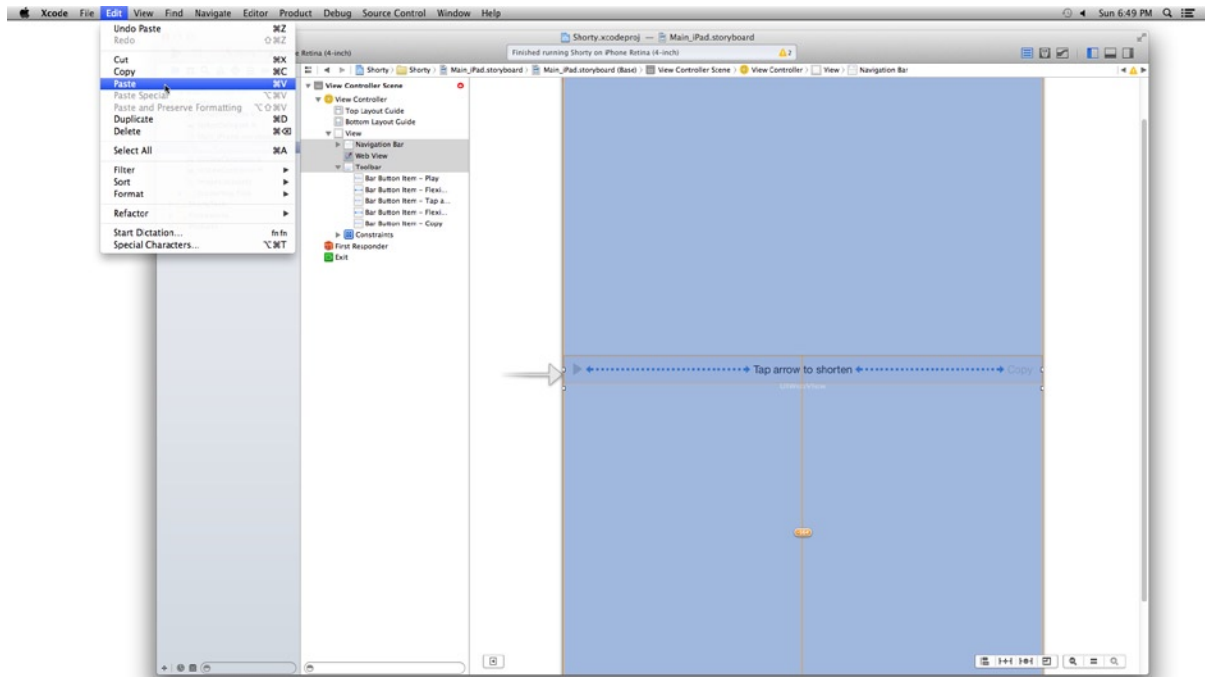 Xcode File Edit View Find Navigate Editor Product Debug Source Control Window Help Sun 6:49 PM
Undo Paste ⌘Z
Redo ⇧⌘Z
Cut ⌘X
Copy ⌘C
Paste ⌘V
Paste Special ⌥⌘V
Paste and Preserve Formatting ⌥⇧⌘V
Duplicate ⌘D
Delete ⌘⌫
Select All ⌘A
Filter
Sort
Format
Refactor
Start Dictation... fn fn
Special Characters... ⌥⌘T
Shorty.xcodeproj — Main_iPad.storyboard
Retina (4-inch)
Finished running Shorty on iPhone Retina (4-inch) 2
Shorty Shorty Main_iPad.storyboard Main_iPad.storyboard (Base) View Controller Scene View Controller View Navigation Bar
View Controller Scene
View Controller
Top Layout Guide
Bottom Layout Guide
View
Navigation Bar
Web View
Toolbar
Bar Button Item – Play
Bar Button Item – Flexi...
Bar Button Item – Tap a...
Bar Button Item – Flexi...
Bar Button Item – Copy
Constraints
First Responder
Exit
Tap arrow to shorten Copy
UIWebView